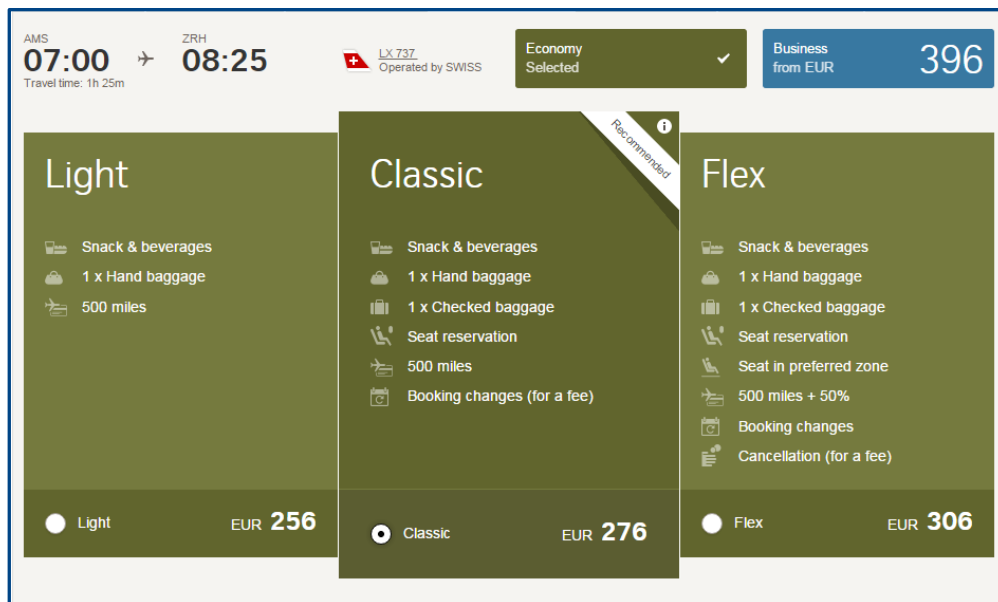 AMS
07:00
Travel time: 1h 25m
ZRH
08:25
LX 737
Operated by SWISS
Economy
Selected
Business
from EUR
396
Light
Snack & beverages
1 x Hand baggage
500 miles
Light
EUR 256
Recommended
Classic
Snack & beverages
1 x Hand baggage
1 x Checked baggage
Seat reservation
500 miles
Booking changes (for a fee)
Classic
EUR 276
Flex
Snack & beverages
1 x Hand baggage
1 x Checked baggage
Seat reservation
Seat in preferred zone
500 miles + 50%
Booking changes
Cancellation (for a fee)
Flex
EUR 306